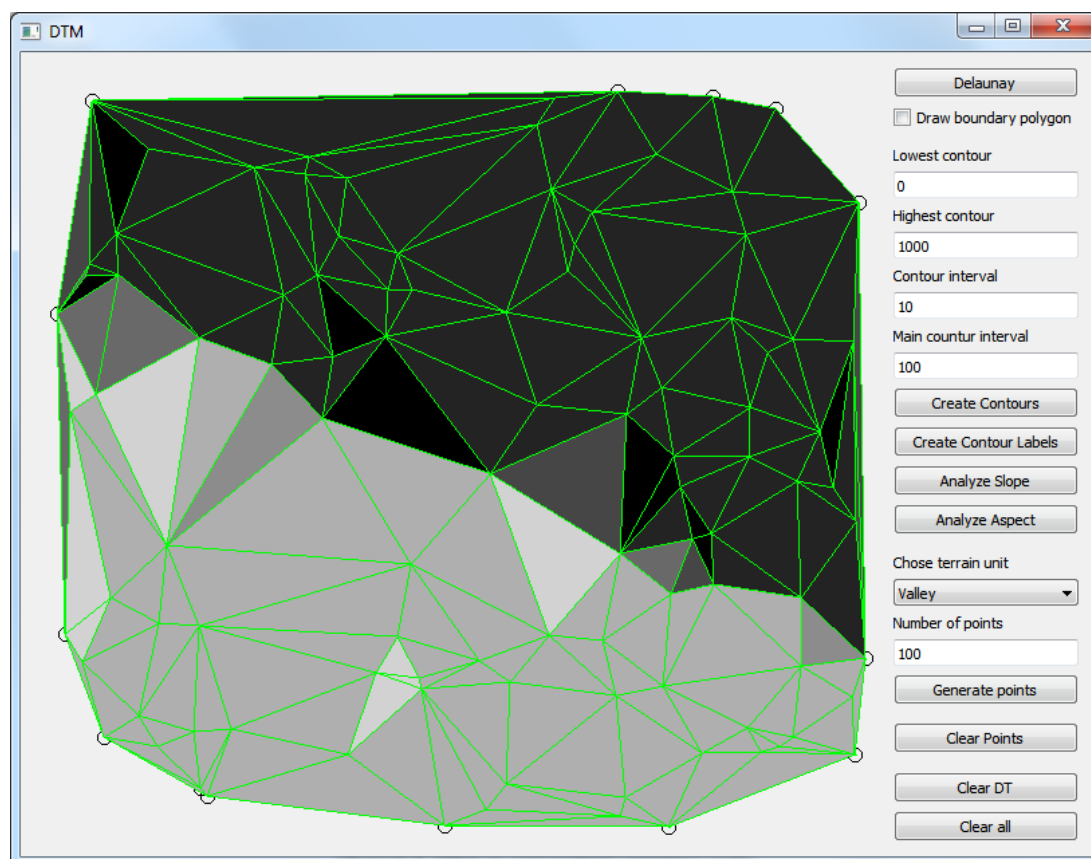 DTM
Delaunay
Draw boundary polygon
Lowest contour
0
Highest contour
1000
Contour interval
10
Main countur interval
100
Create Contours
Create Contour Labels
Analyze Slope
Analyze Aspect
Chose terrain unit
Valley
Number of points
100
Generate points
Clear Points
Clear DT
Clear all